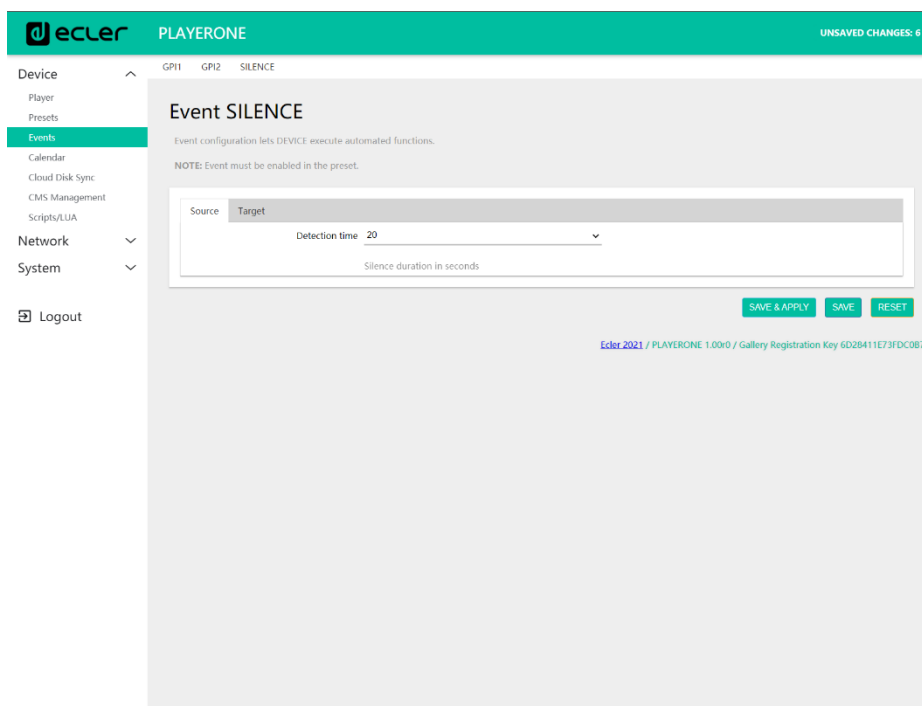 ecler PLAYERONE UNSAVED CHANGES: 6
Device
Player
Presets
Events
Calendar
Cloud Disk Sync
CMS Management
Scripts/LUA
Network
System
Logout
GPI1 GPI2 SILENCE
Event SILENCE
Event configuration lets DEVICE execute automated functions.
NOTE: Event must be enabled in the preset.
Source Target
Detection time 20
Silence duration in seconds
SAVE & APPLY SAVE RESET
Ecler 2021 / PLAYERONE 1.00r0 / Gallery Registration Key 6D28411E73FDC0B7